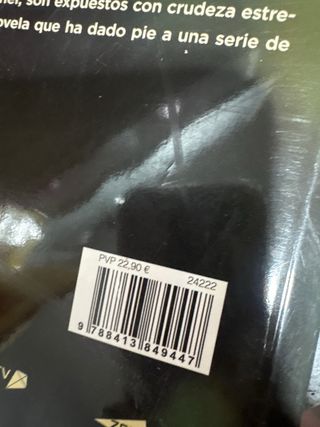 son expuestos con crudeza estre-
ovela que ha dado pie a una serie de
PVP 22,90 €
24222
9 788413 849447